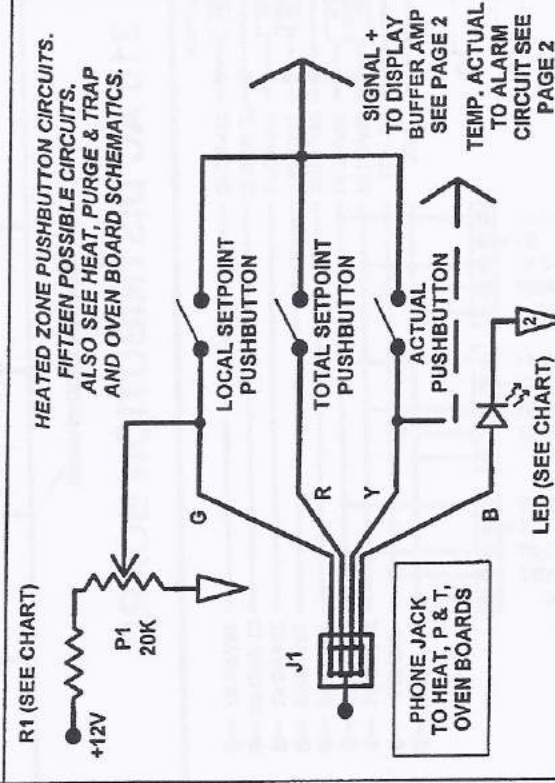 HEATED ZONE PUSHBUTTON CIRCUITS.
FIFTEEN POSSIBLE CIRCUITS.
ALSO SEE HEAT, PURGE & TRAP
AND OVEN BOARD SCHEMATICS.
R1 (SEE CHART)
+12V
P1
20K
G
LOCAL SETPOINT
PUSHBUTTON
R
TOTAL SETPOINT
PUSHBUTTON
Y
ACTUAL
PUSHBUTTON
SIGNAL +
TO DISPLAY
BUFFER AMP
SEE PAGE 2
TEMP. ACTUAL
TO ALARM
CIRCUIT SEE
PAGE 2
J1
PHONE JACK
TO HEAT, P & T,
OVEN BOARDS
B
2
LED (SEE CHART)